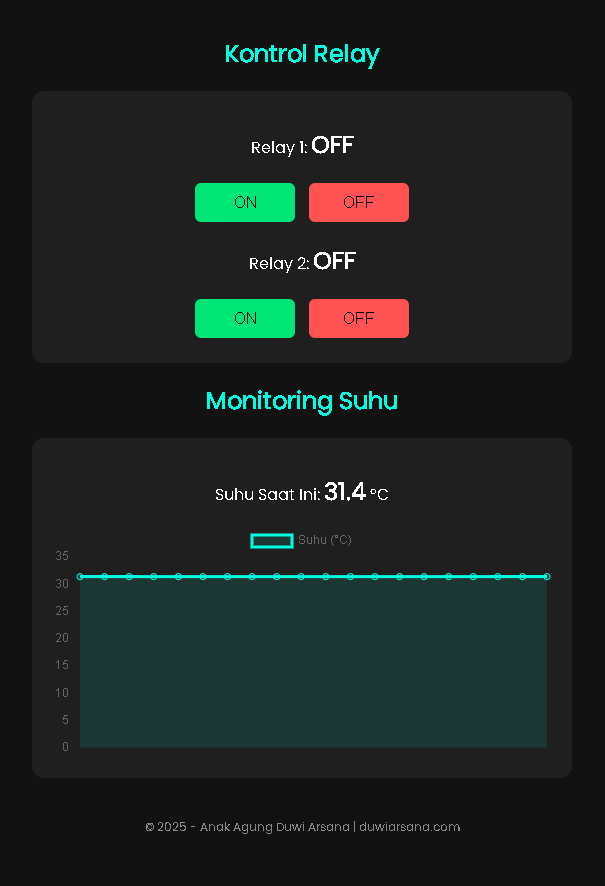 Kontrol Relay
Relay 1: OFF
ON OFF
Relay 2: OFF
ON OFF
Monitoring Suhu
Suhu Saat Ini: 31.4 °C
Suhu (°C)
35
30
25
20
15
10
5
0
© 2025 - Anak Agung Duwi Arsana | duwiarsana.com